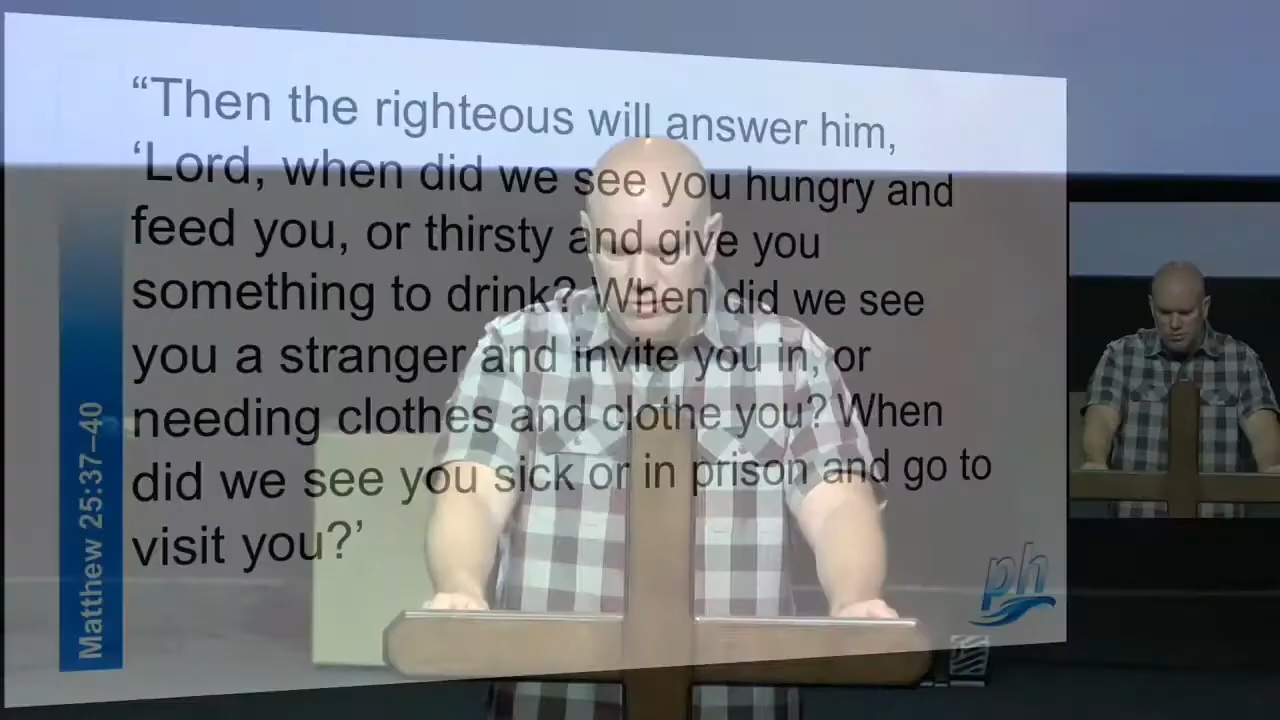 “Then the righteous will answer him,
‘Lord, when did we see you hungry and
feed you, or thirsty and give you
something to drink? When did we see
you a stranger and invite you in, or
needing clothes and clothe you? When
did we see you sick or in prison and go to
visit you?’
Matthew 25:37–40
ph